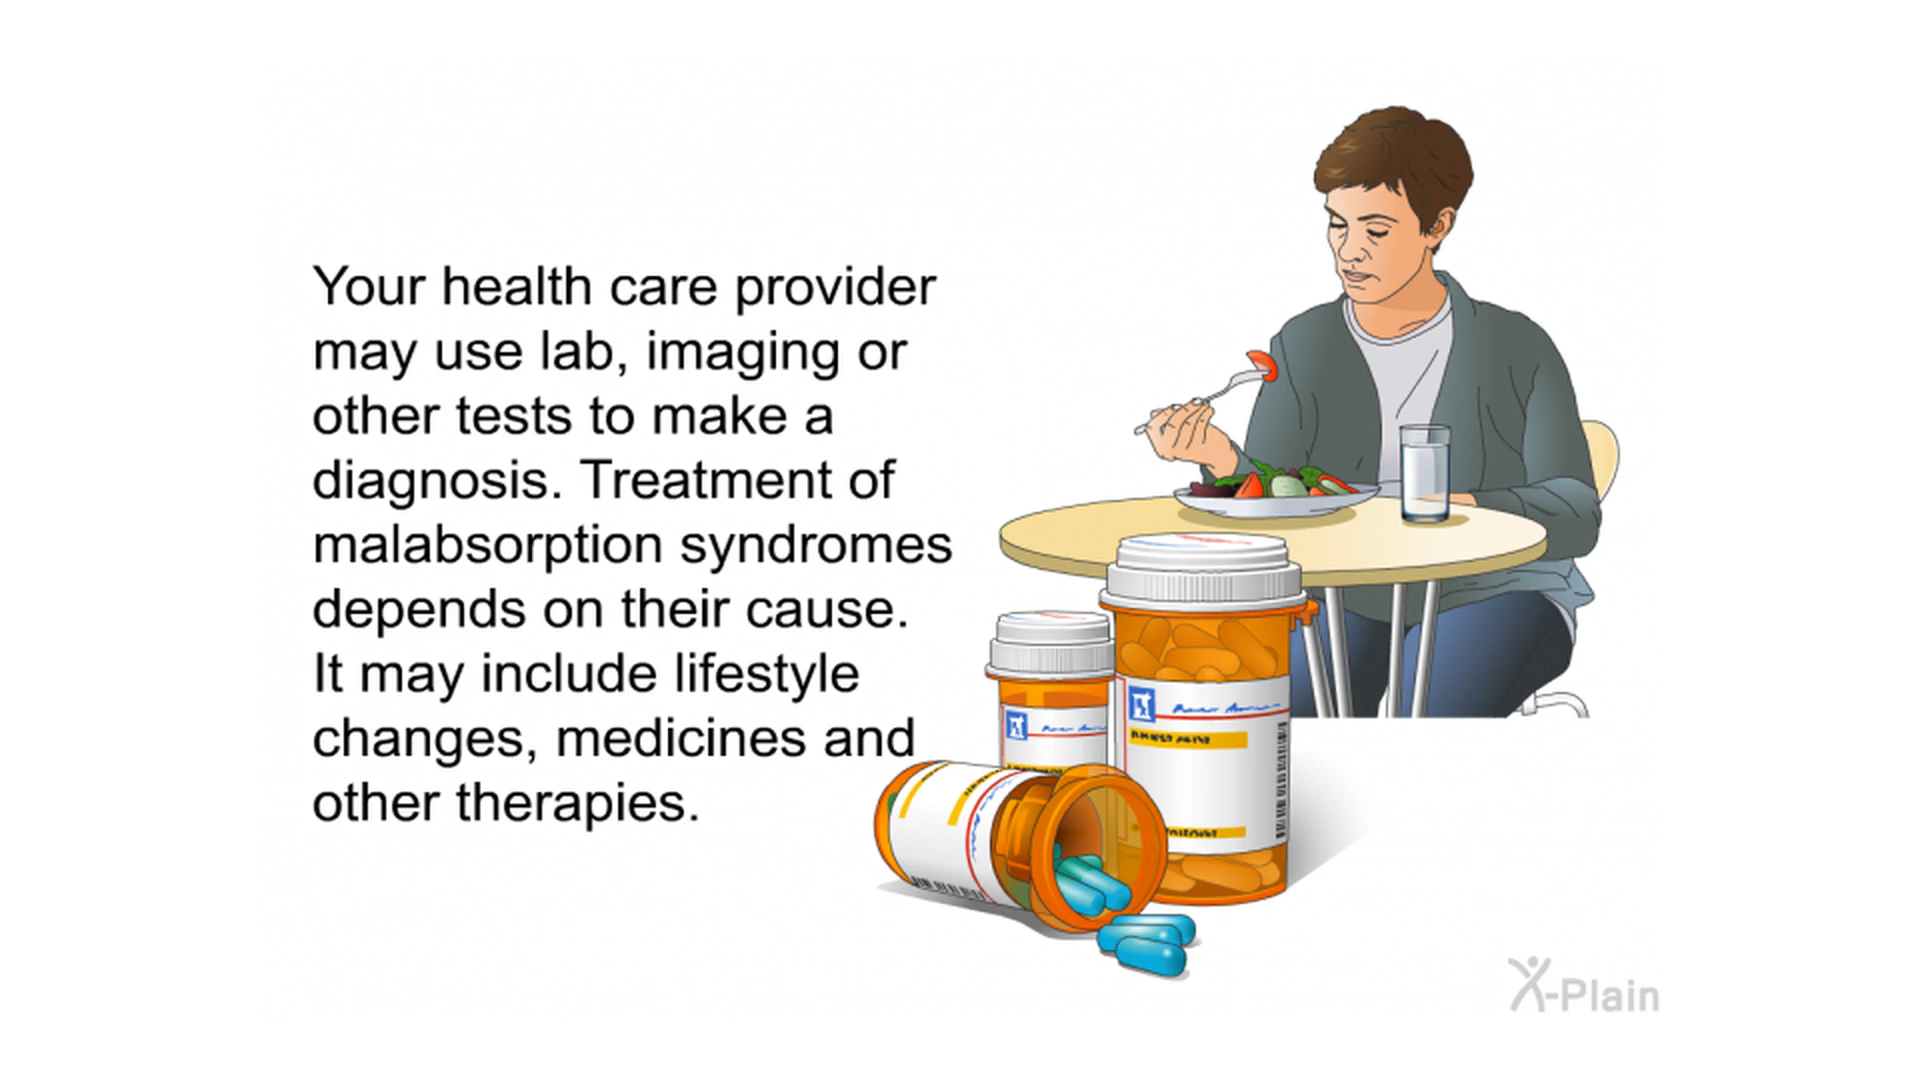 Your health care provider
may use lab, imaging or
other tests to make a
diagnosis. Treatment of
malabsorption syndromes
depends on their cause.
It may include lifestyle
changes, medicines and
other therapies.
X-Plain